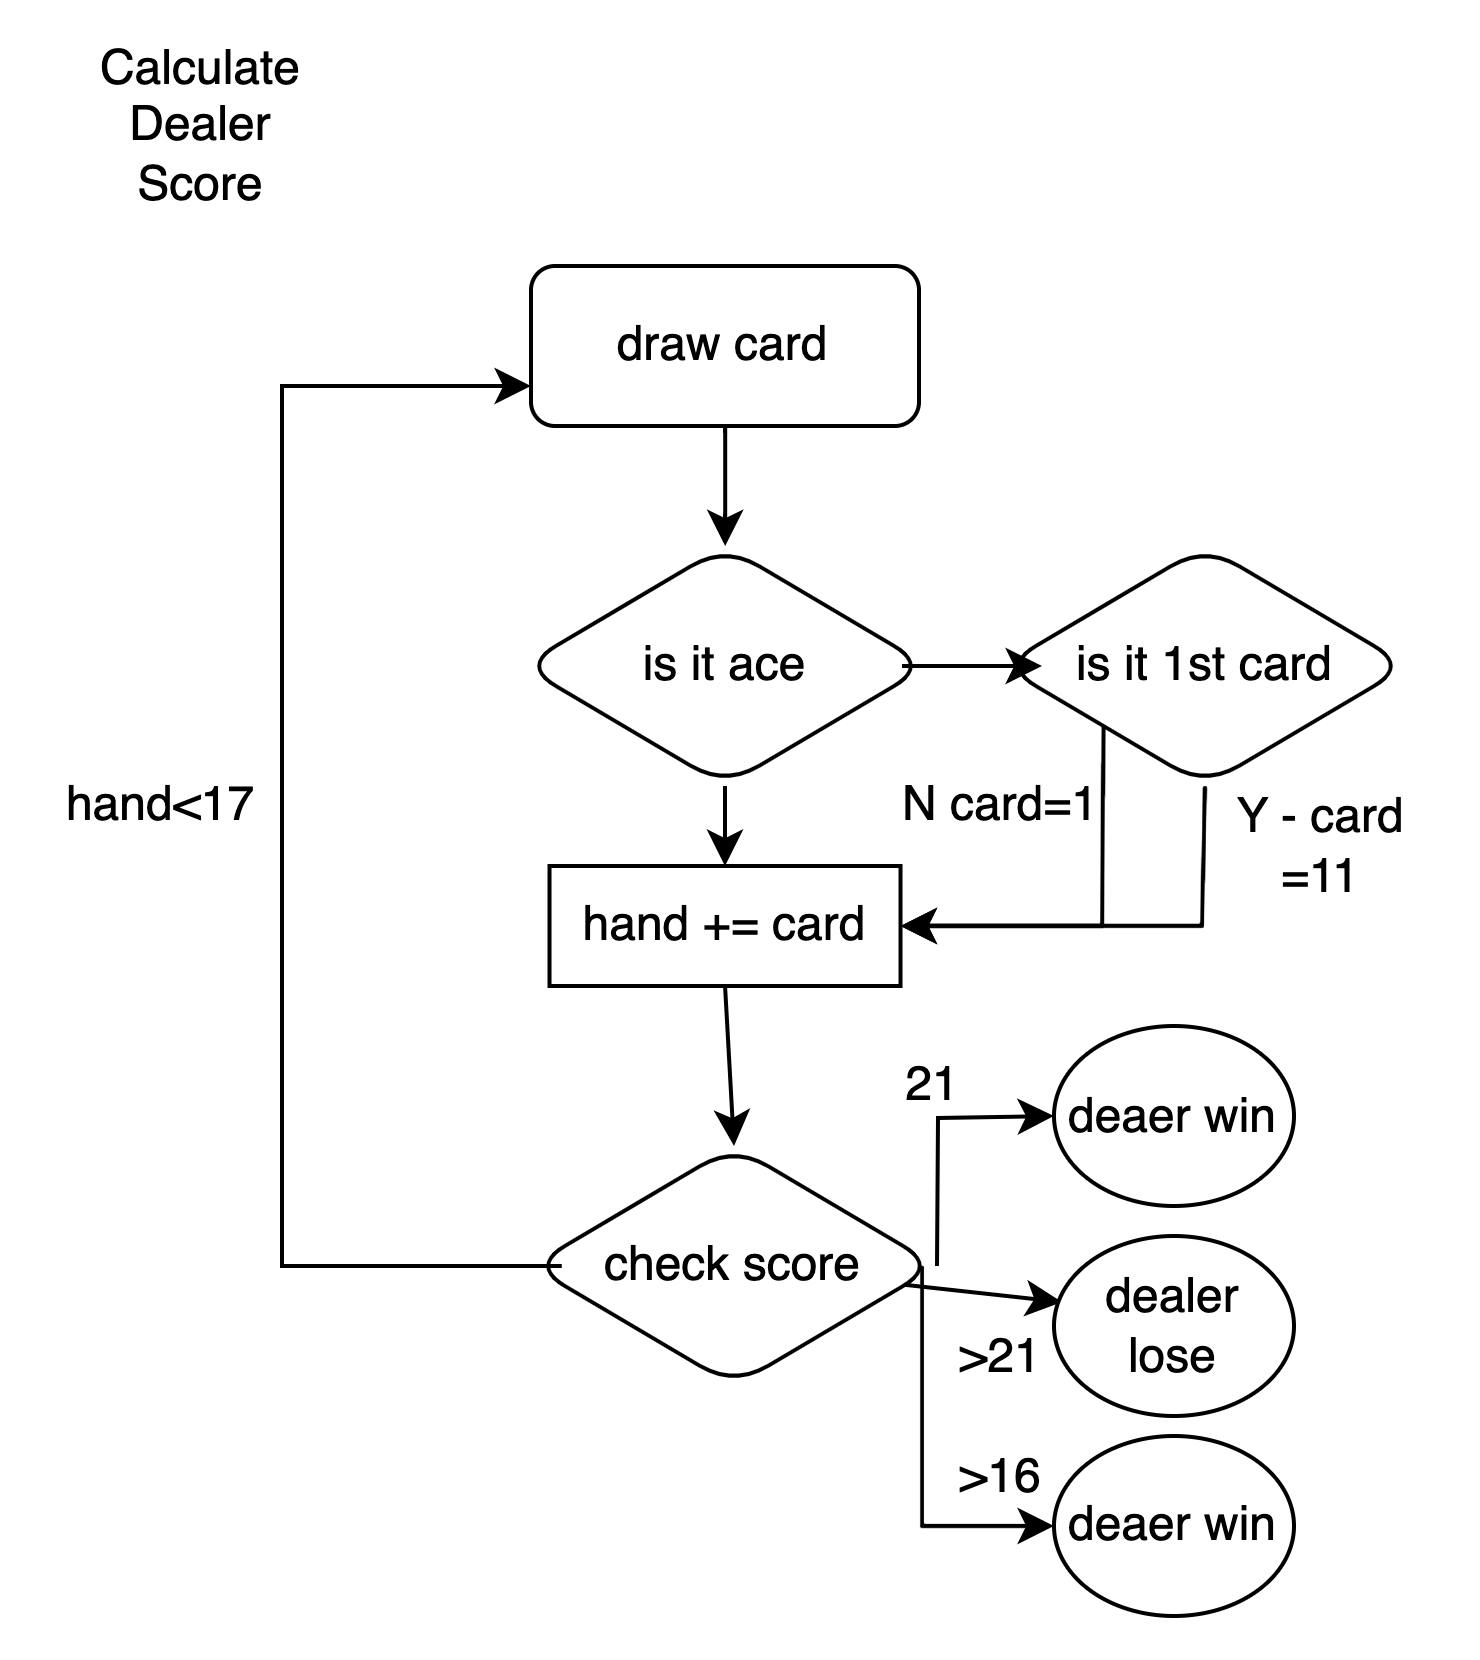 Calculate
Dealer
Score
draw card
is it ace
is it 1st card
hand<17
N card=1
Y - card
=11
hand += card
21
deaer win
check score
dealer
lose
>21
>16
deaer win